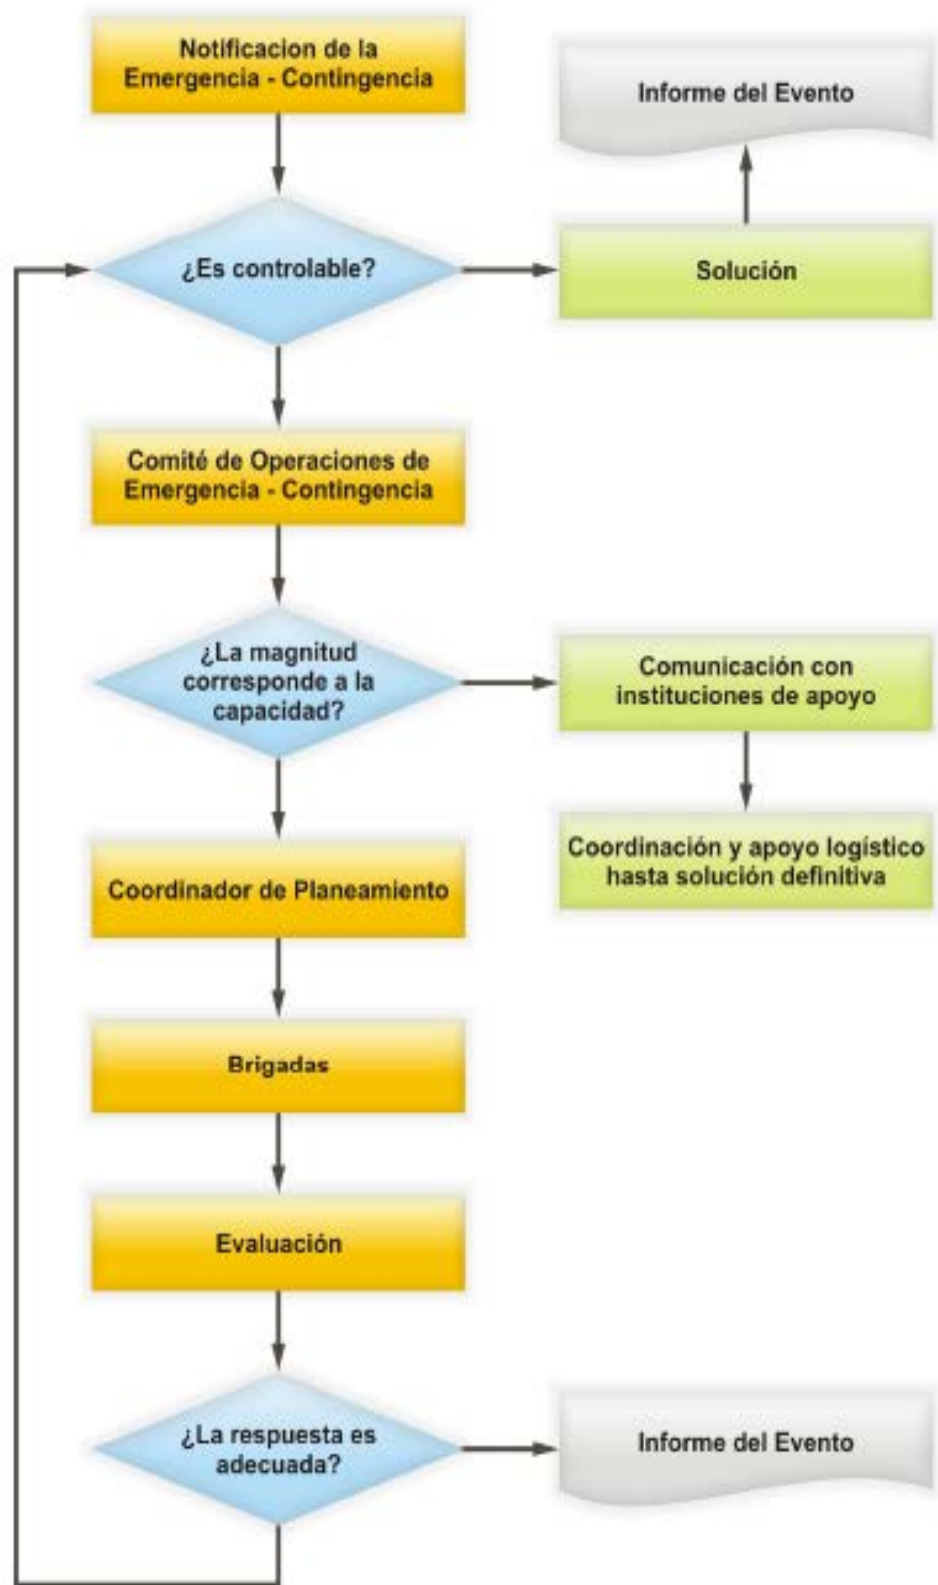 Notificacion de la
Emergencia - Contingencia
Informe del Evento
¿Es controlable?
Solución
Comité de Operaciones de
Emergencia - Contingencia
¿La magnitud
corresponde a la
capacidad?
Comunicación con
instituciones de apoyo
Coordinador de Planeamiento
Coordinación y apoyo logístico
hasta solución definitiva
Brigadas
Evaluación
¿La respuesta es
adecuada?
Informe del Evento